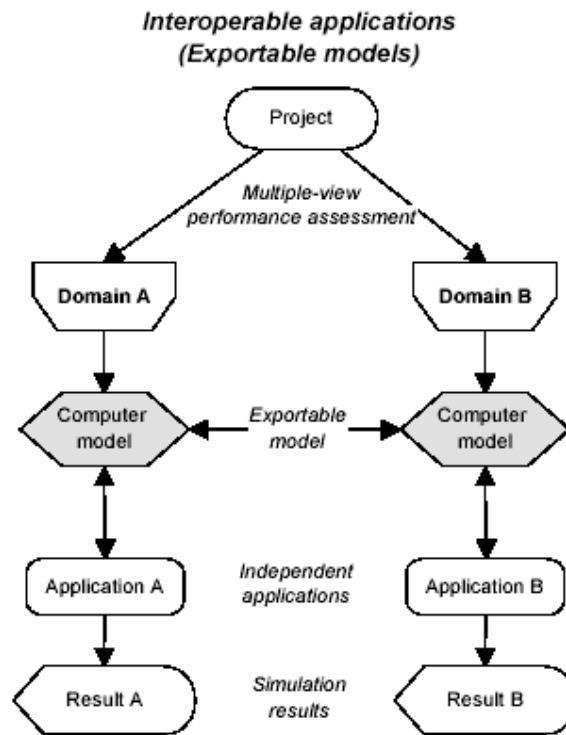 Interoperable applications
(Exportable models)
Project
Multiple-view
performance assessment
Domain A
Domain B
Computer
model
Exportable
model
Computer
model
Application A
Independent
applications
Application B
Result A
Simulation
results
Result B